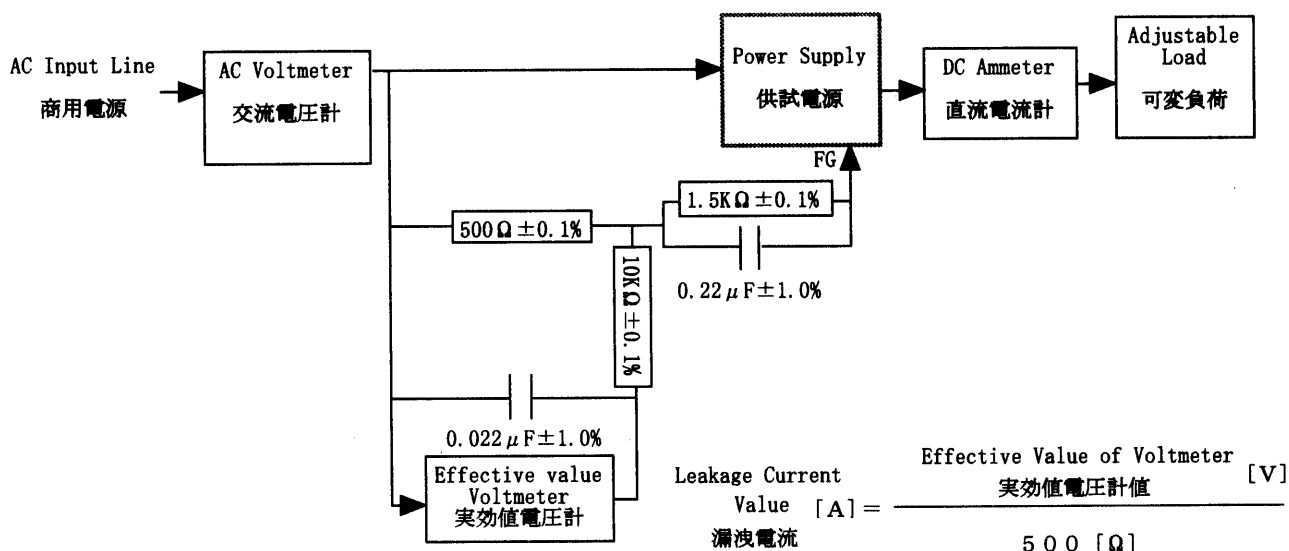 AC Input Line
商用電源
AC Voltmeter
交流電圧計
Power Supply
供試電源
DC Ammeter
直流電流計
Adjustable
Load
可変負荷
FG
1.5KΩ±0.1%
500Ω±0.1%
0.22μF±1.0%
10KΩ±0.1%
0.022μF±1.0%
Effective value
Voltmeter
実効値電圧計
Leakage Current
Value [A]=
漏洩電流
Effective Value of Voltmeter [V]
実効値電圧計値
500[Ω]